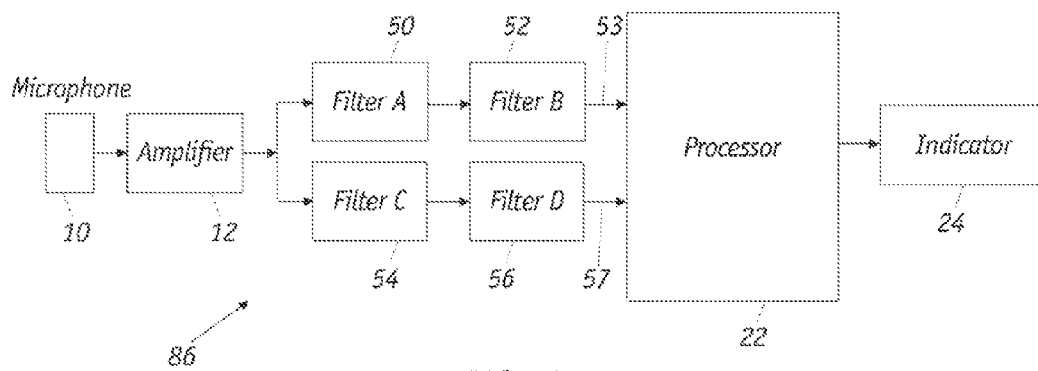 50
52
53
Microphone
Filter A
Filter B
Amplifier
Processor
Indicator
Filter C
Filter D
10
12
54
56
57
24
22
86